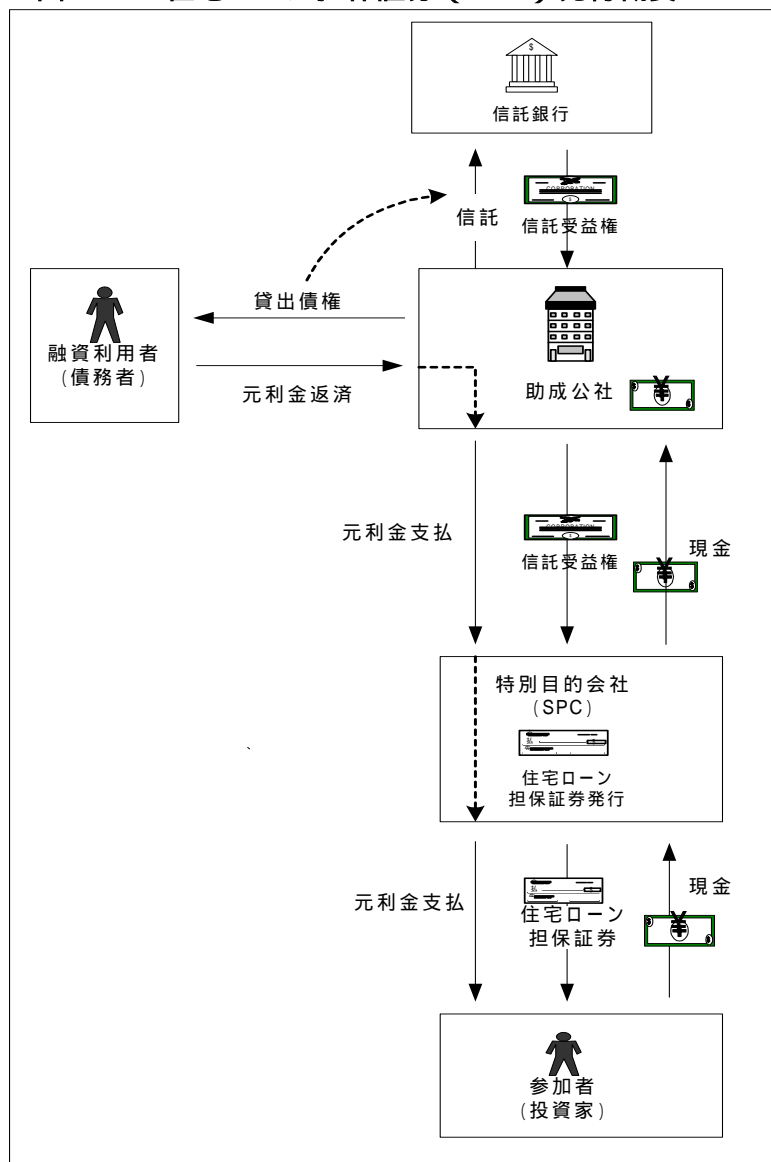 信託銀行
信託
CORPORATION
信託受益権
貸出債権
融資利用者
(債務者)
元利金返済
助成公社
¥
元利金支払
CORPORATION
信託受益権
現金
¥
特別目的会社
(SPC)
住宅ローン
担保証券発行
元利金支払
住宅ローン
担保証券
現金
¥
参加者
(投資家)